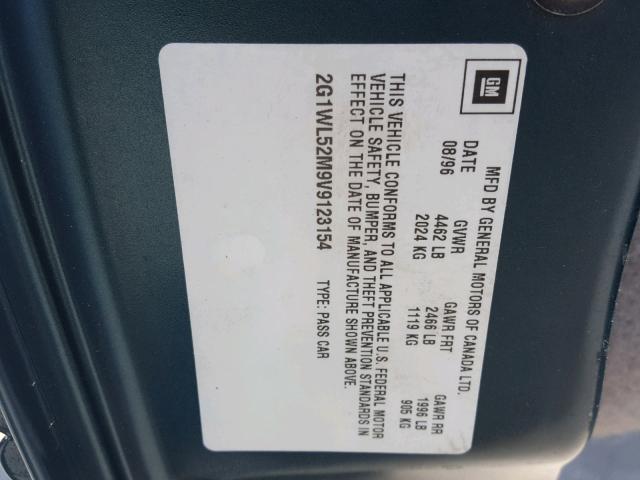 GM
MFD BY GENERAL MOTORS OF CANADA LTD.
DATE GVWR GAWR FRT GAWR RR
08/96 4462 LB 2466 LB 1996 LB
2024 KG 1119 KG 905 KG
THIS VEHICLE CONFORMS TO ALL APPLICABLE U.S. FEDERAL MOTOR
VEHICLE SAFETY, BUMPER, AND THEFT PREVENTION STANDARDS IN
EFFECT ON THE DATE OF MANUFACTURE SHOWN ABOVE.
2G1WL52M9V9123154 TYPE: PASS CAR